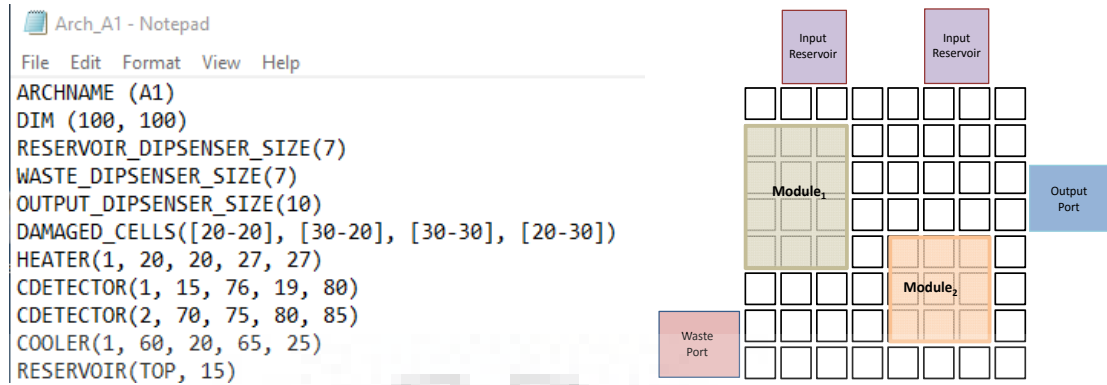 Arch_A1 - Notepad
File Edit Format View Help
ARCHNAME (A1)
DIM (100, 100)
RESERVOIR_DIPSENSER_SIZE(7)
WASTE_DIPSENSER_SIZE(7)
OUTPUT_DIPSENSER_SIZE(10)
DAMAGED_CELLS([20-20], [30-20], [30-30], [20-30])
HEATER(1, 20, 20, 27, 27)
CDETECTOR(1, 15, 76, 19, 80)
CDETECTOR(2, 70, 75, 80, 85)
COOLER(1, 60, 20, 65, 25)
RESERVOIR(TOP, 15)
Input
Reservoir
Input
Reservoir
Module1
Output
Port
Module2
Waste
Port